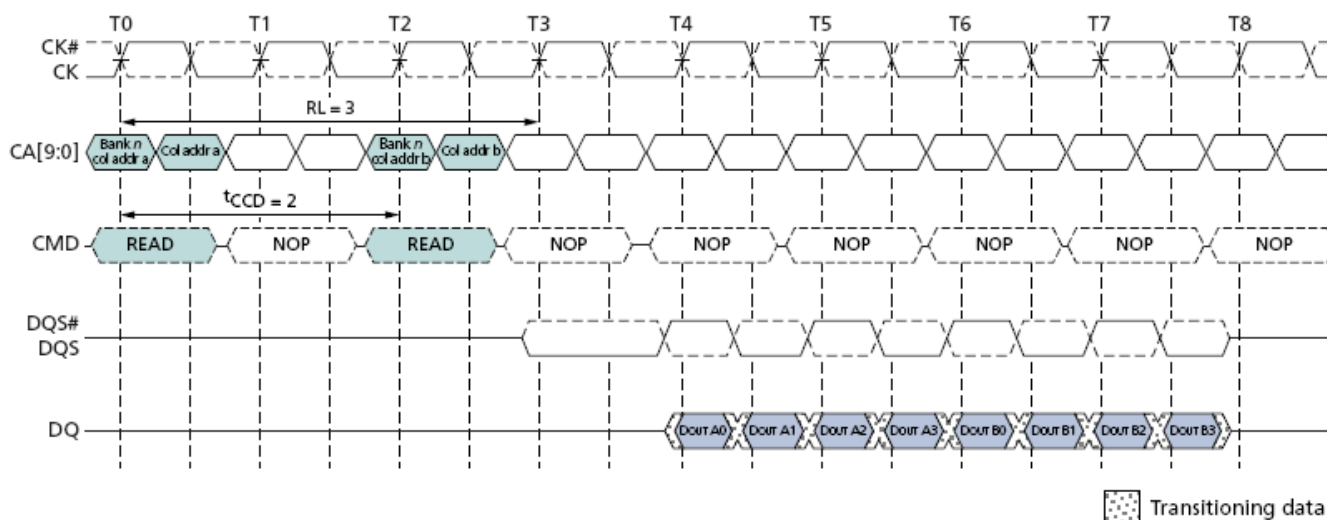 T0 T1 T2 T3 T4 T5 T6 T7 T8
CK#
CK
RL = 3
CA[9:0] Bank n col addr a Col addr a Bank n col addr b Col addr b
tCCD = 2
CMD READ NOP READ NOP NOP NOP NOP NOP NOP
DQS#
DQS
DQ DOUT A0 DOUT A1 DOUT A2 DOUT A3 DOUT B0 DOUT B1 DOUT B2 DOUT B3
Transitioning data